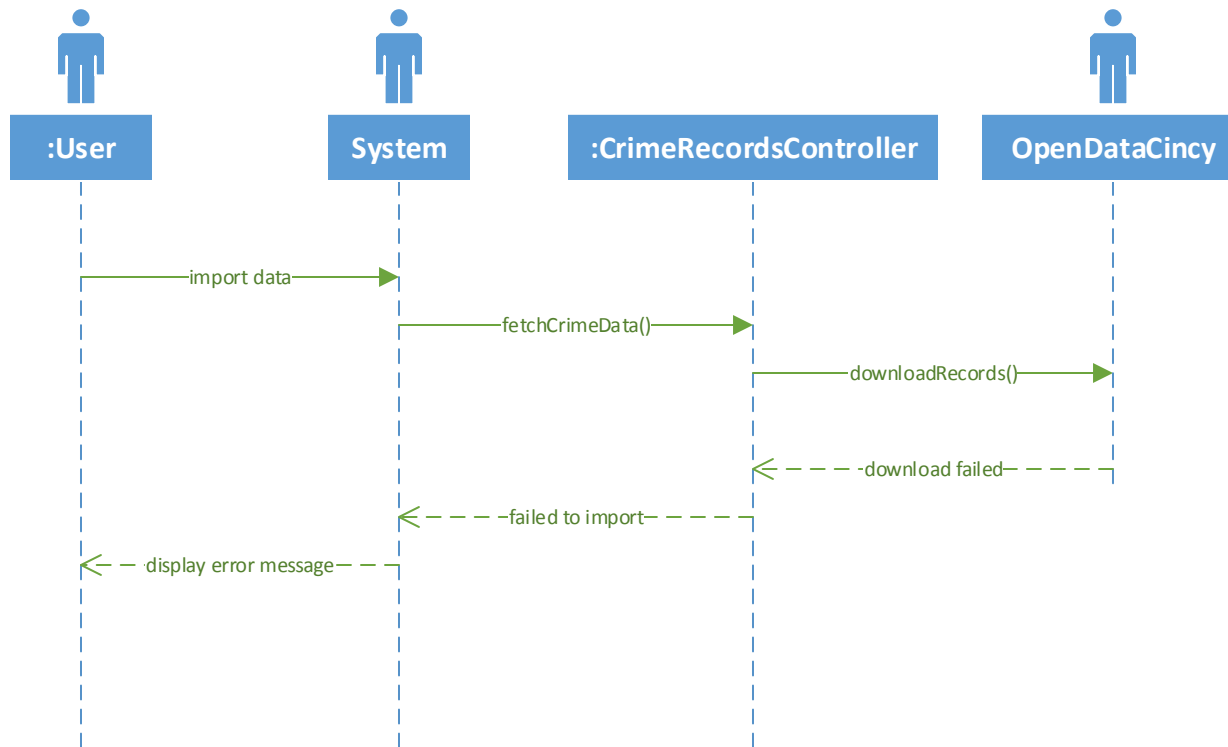 :User
System
:CrimeRecordsController
OpenDataCincy
import data
fetchCrimeData()
downloadRecords()
download failed
failed to import
display error message